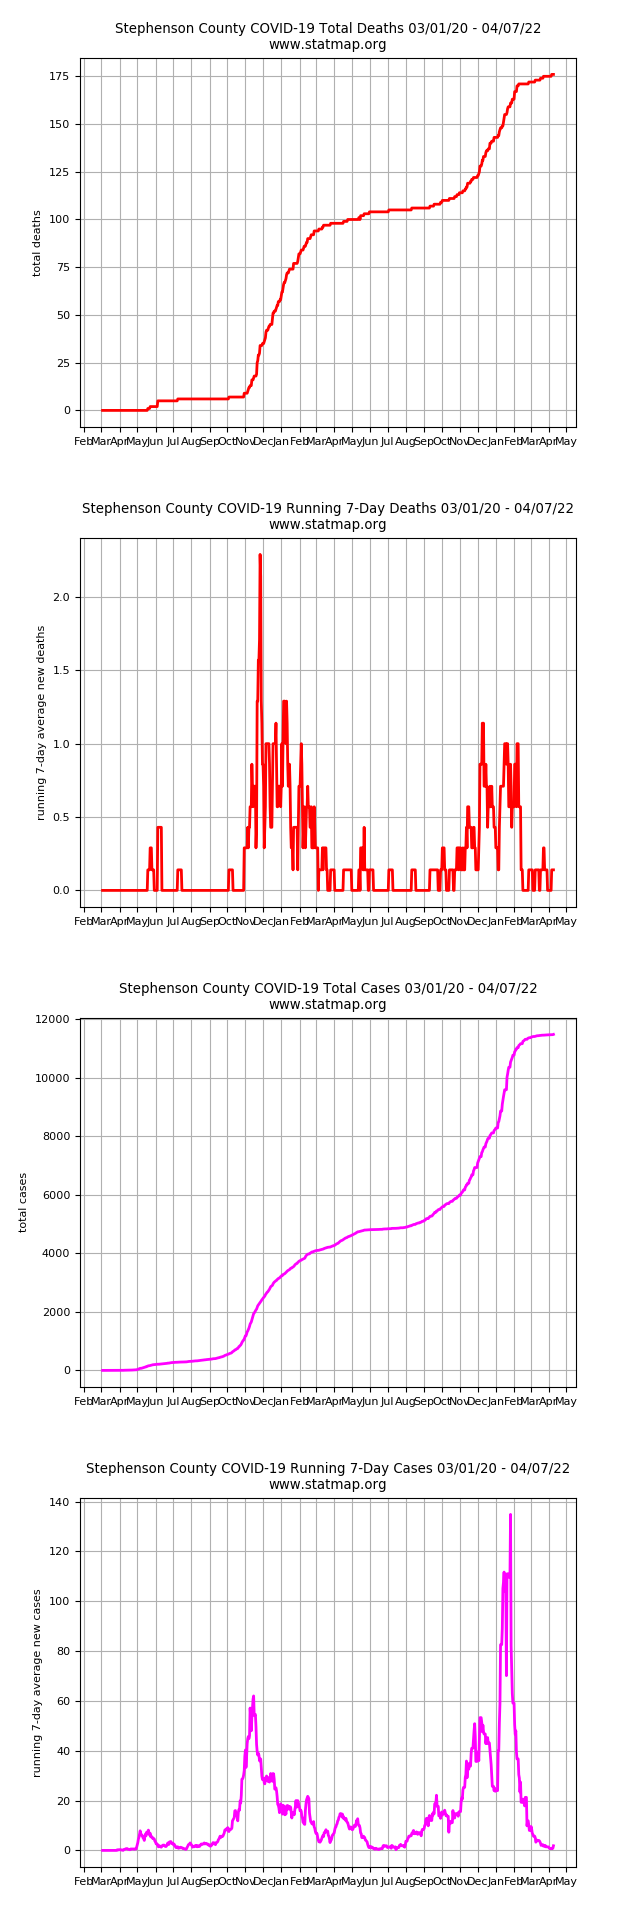 Stephenson County COVID-19 Total Deaths 03/01/20 - 04/07/22
www.statmap.org
total deaths
175
150
125
100
75
50
25
0
Feb Mar Apr May Jun Jul Aug Sep Oct Nov Dec Jan Feb Mar Apr May Jun Jul Aug Sep Oct Nov Dec Jan Feb Mar Apr May
Stephenson County COVID-19 Running 7-Day Deaths 03/01/20 - 04/07/22
www.statmap.org
running 7-day average new deaths
2.0
1.5
1.0
0.5
0.0
Feb Mar Apr May Jun Jul Aug Sep Oct Nov Dec Jan Feb Mar Apr May Jun Jul Aug Sep Oct Nov Dec Jan Feb Mar Apr May
Stephenson County COVID-19 Total Cases 03/01/20 - 04/07/22
www.statmap.org
total cases
12000
10000
8000
6000
4000
2000
0
Feb Mar Apr May Jun Jul Aug Sep Oct Nov Dec Jan Feb Mar Apr May Jun Jul Aug Sep Oct Nov Dec Jan Feb Mar Apr May
Stephenson County COVID-19 Running 7-Day Cases 03/01/20 - 04/07/22
www.statmap.org
running 7-day average new cases
140
120
100
80
60
40
20
0
Feb Mar Apr May Jun Jul Aug Sep Oct Nov Dec Jan Feb Mar Apr May Jun Jul Aug Sep Oct Nov Dec Jan Feb Mar Apr May